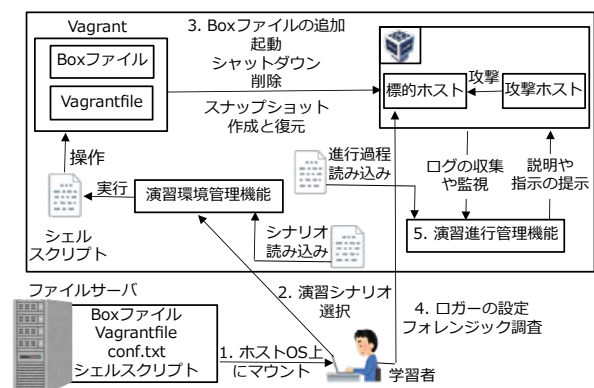 Vagrant
Boxファイル
Vagrantfile
3. Boxファイルの追加
起動
シャットダウン
削除
スナップショット
作成と復元
標的ホスト
攻撃
攻撃ホスト
操作
実行
シェル
スクリプト
演習環境管理機能
進行過程
読み込み
シナリオ
読み込み
ログの収集
や監視
説明や
指示の提示
5. 演習進行管理機能
ファイルサーバ
Boxファイル
Vagrantfile
conf.txt
シェルスクリプト
1. ホストOS上
にマウント
2. 演習シナリオ
選択
学習者
4. ロガーの設定
フォレンジック調査